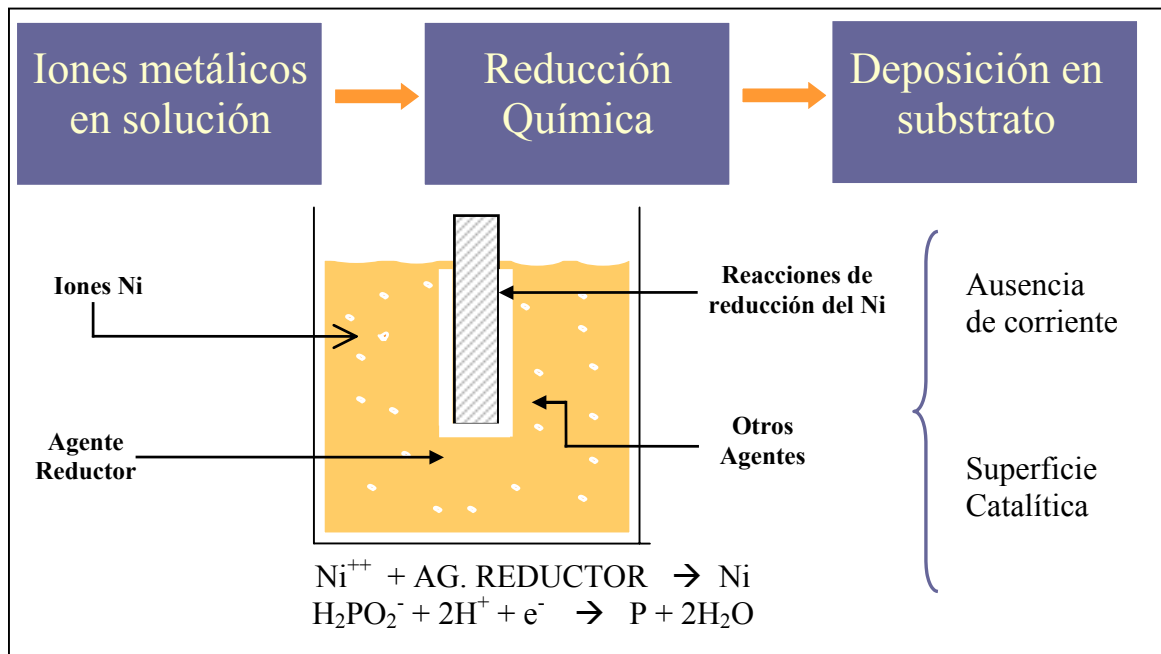 Iones metálicos
en solución
Reducción
Química
Deposición en
substrato
Iones Ni
Agente
Reductor
Reacciones de
reducción del Ni
Otros
Agentes
Ausencia
de corriente
Superficie
Catalítica
Ni⁺⁺ + AG. REDUCTOR → Ni
H₂PO₂⁻ + 2H⁺ + e⁻ → P + 2H₂O